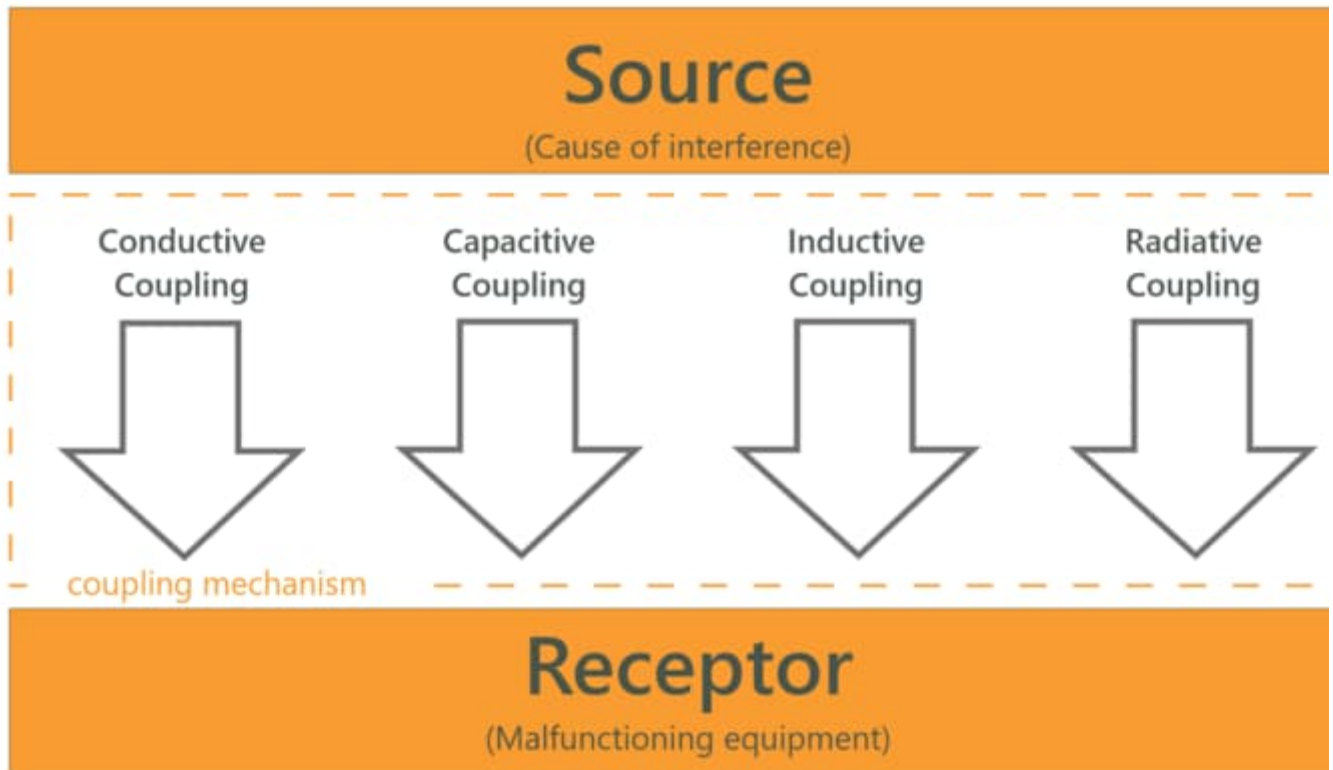 Source
(Cause of interference)
Conductive
Coupling
Capacitive
Coupling
Inductive
Coupling
Radiative
Coupling
coupling mechanism
Receptor
(Malfunctioning equipment)